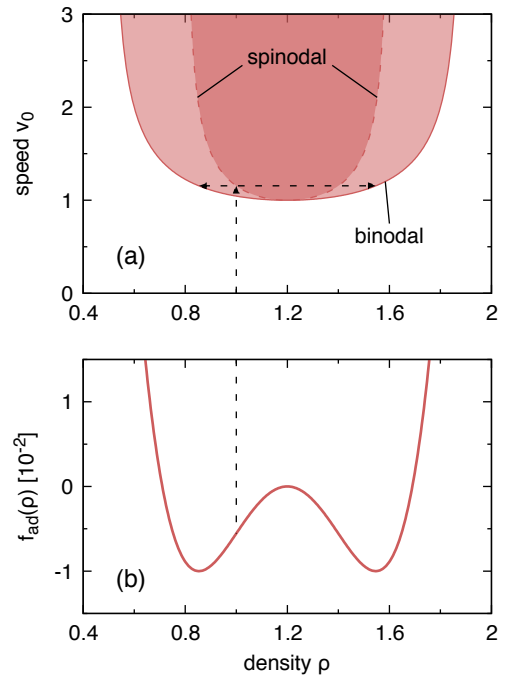 3
2
1
0
speed v₀
spinodal
binodal
(a)
0.4
0.8
1.2
1.6
2
1
0
-1
f_ad(ρ) [10⁻²]
(b)
0.4
0.8
1.2
1.6
2
density ρ